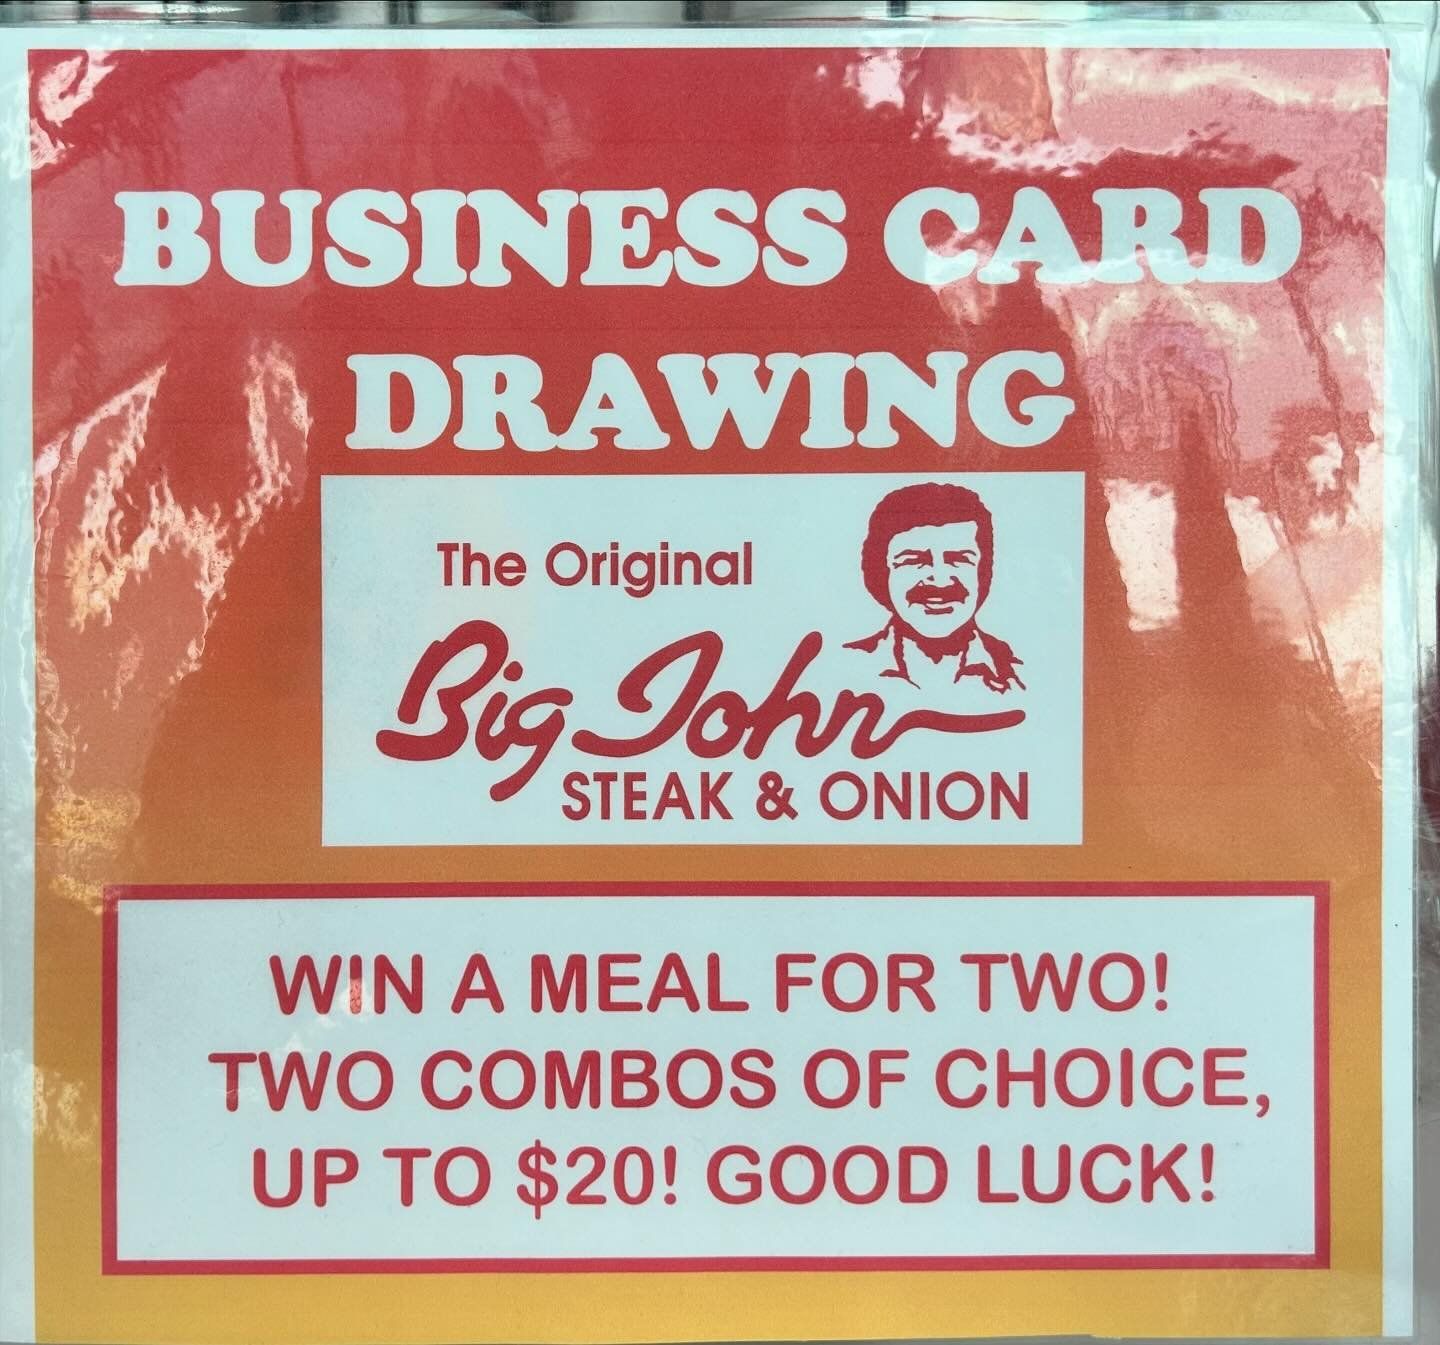 BUSINESS CARD
DRAWING
The Original
Big John
STEAK & ONION
WIN A MEAL FOR TWO!
TWO COMBOS OF CHOICE,
UP TO $20! GOOD LUCK!